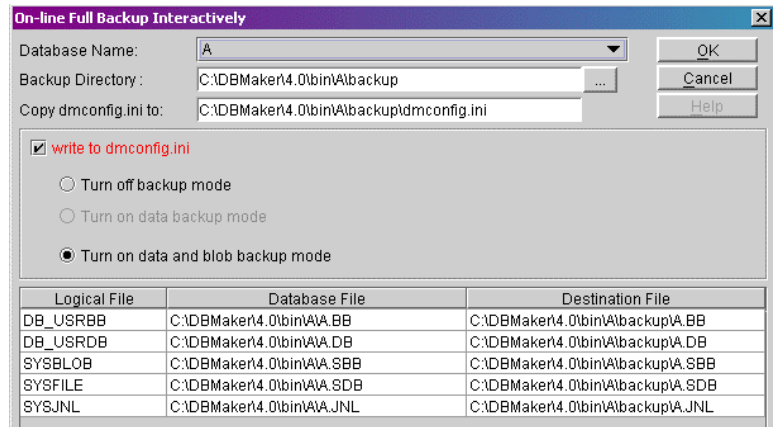 On-line Full Backup Interactively
Database Name: A OK
Backup Directory : C:\DBMaker\4.0\bin\A\backup ... Cancel
Copy dmconfig.ini to: C:\DBMaker\4.0\bin\A\backup\dmconfig.ini Help
write to dmconfig.ini
Turn off backup mode
Turn on data backup mode
Turn on data and blob backup mode
Logical File Database File Destination File
DB_USRBB C:\DBMaker\4.0\bin\A\A.BB C:\DBMaker\4.0\bin\A\backup\A.BB
DB_USRDB C:\DBMaker\4.0\bin\A\A.DB C:\DBMaker\4.0\bin\A\backup\A.DB
SYSBLOB C:\DBMaker\4.0\bin\A\A.SBB C:\DBMaker\4.0\bin\A\backup\A.SBB
SYSFILE C:\DBMaker\4.0\bin\A\A.SDB C:\DBMaker\4.0\bin\A\backup\A.SDB
SYSJNL C:\DBMaker\4.0\bin\A\A.JNL C:\DBMaker\4.0\bin\A\backup\A.JNL